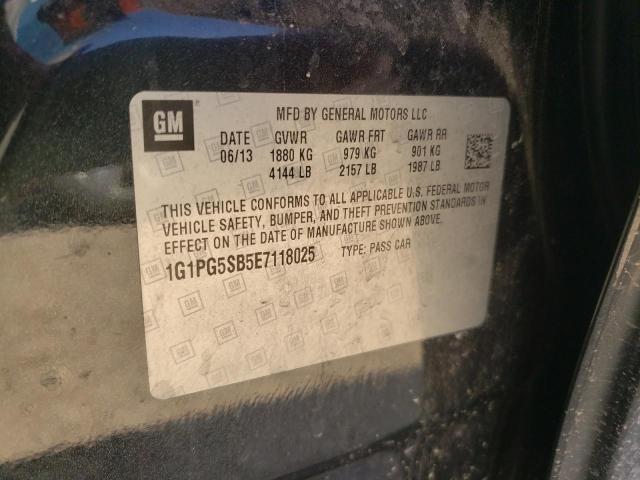 GM
MFD BY GENERAL MOTORS LLC
DATE GVWR GAWR FRT GAWR RR
06/13 1880 KG 979 KG 901 KG
4144 LB 2157 LB 1987 LB
THIS VEHICLE CONFORMS TO ALL APPLICABLE U.S. FEDERAL MOTOR
VEHICLE SAFETY, BUMPER, AND THEFT PREVENTION STANDARDS IN
EFFECT ON THE DATE OF MANUFACTURE SHOWN ABOVE.
1G1PG5SB5E7118025 TYPE: PASS CAR